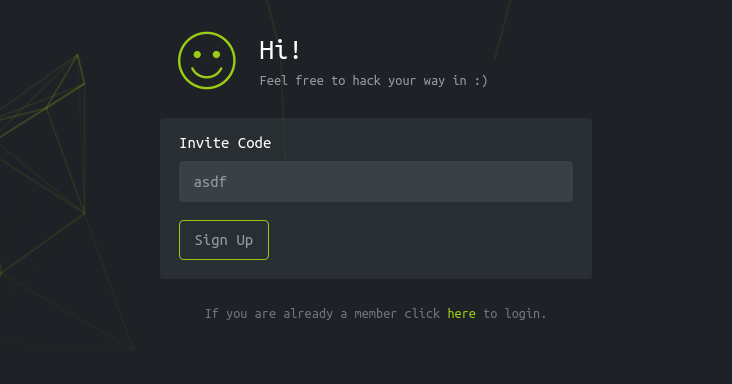 Hi!
Feel free to hack your way in :)
Invite Code
asdf
Sign Up
If you are already a member click here to login.